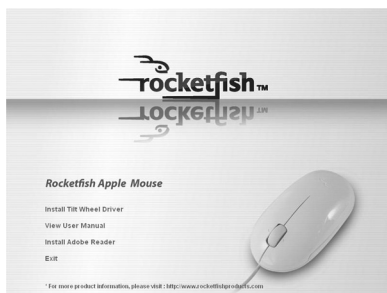 rocketfish™
Rocketfish Apple Mouse
Install Tilt Wheel Driver
View User Manual
Install Adobe Reader
Exit
* For more product information, please visit : http://www.rocketfishproducts.com